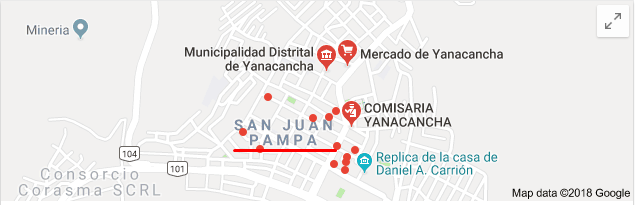 Mineria
Municipalidad Distrital
de Yanacancha
Mercado de Yanacancha
COMISARIA
YANACANCHA
SAN JUAN
PAMPA
104
101
Replica de la casa de
Daniel A. Carrión
Consorcio
Corasma SCRL
Map data ©2018 Google